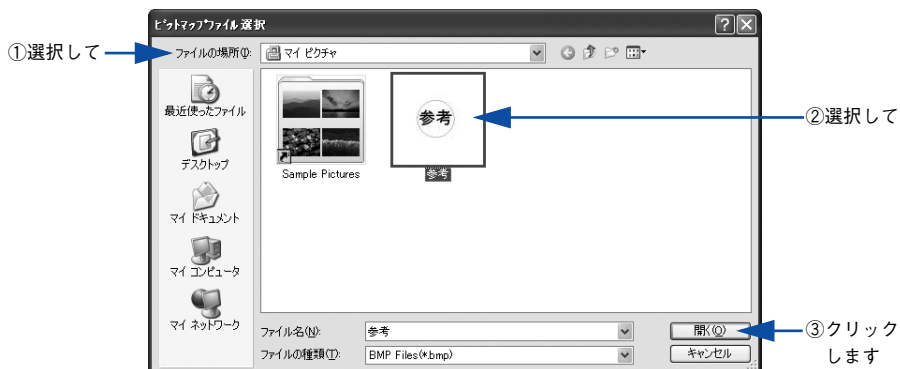 ﾋﾞｯﾄﾏｯﾌﾟﾌｧｲﾙ選択
①選択して
ファイルの場所(I):
マイ ピクチャ
最近使ったファイル
デスクトップ
マイ ドキュメント
マイ コンピュータ
マイ ネットワーク
Sample Pictures
参考
参考
②選択して
ファイル名(N):
参考
開く(O)
③クリック
します
ファイルの種類(T):
BMP Files(*.bmp)
キャンセル